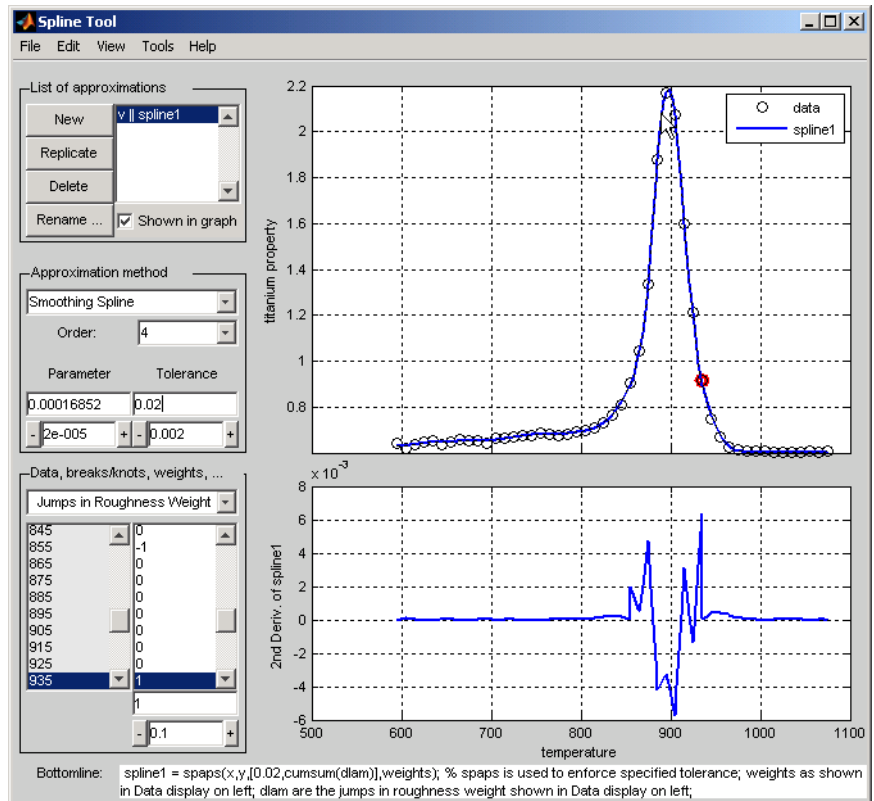 Spline Tool
File Edit View Tools Help
List of approximations
New
Replicate
Delete
Rename ...
v || spline1
Shown in graph
Approximation method
Smoothing Spline
Order: 4
Parameter Tolerance
0.00016852 0.02
- 2e-005 + - 0.002 +
Data, breaks/knots, weights, ...
Jumps in Roughness Weight
845 0
855 -1
865 0
875 0
885 0
895 0
905 0
915 0
925 0
935 1
1
- 0.1 +
2.2
2
1.8
1.6
1.4
1.2
1
0.8
titanium property
data
spline1
x 10^-3
8
6
4
2
0
-2
-4
-6
2nd Deriv. of spline1
500 600 700 800 900 1000 1100
temperature
Bottomline: spline1 = spaps(x,y,[0.02,cumsum(dlam)],weights); % spaps is used to enforce specified tolerance; weights as shown
in Data display on left; dlam are the jumps in roughness weight shown in Data display on left;